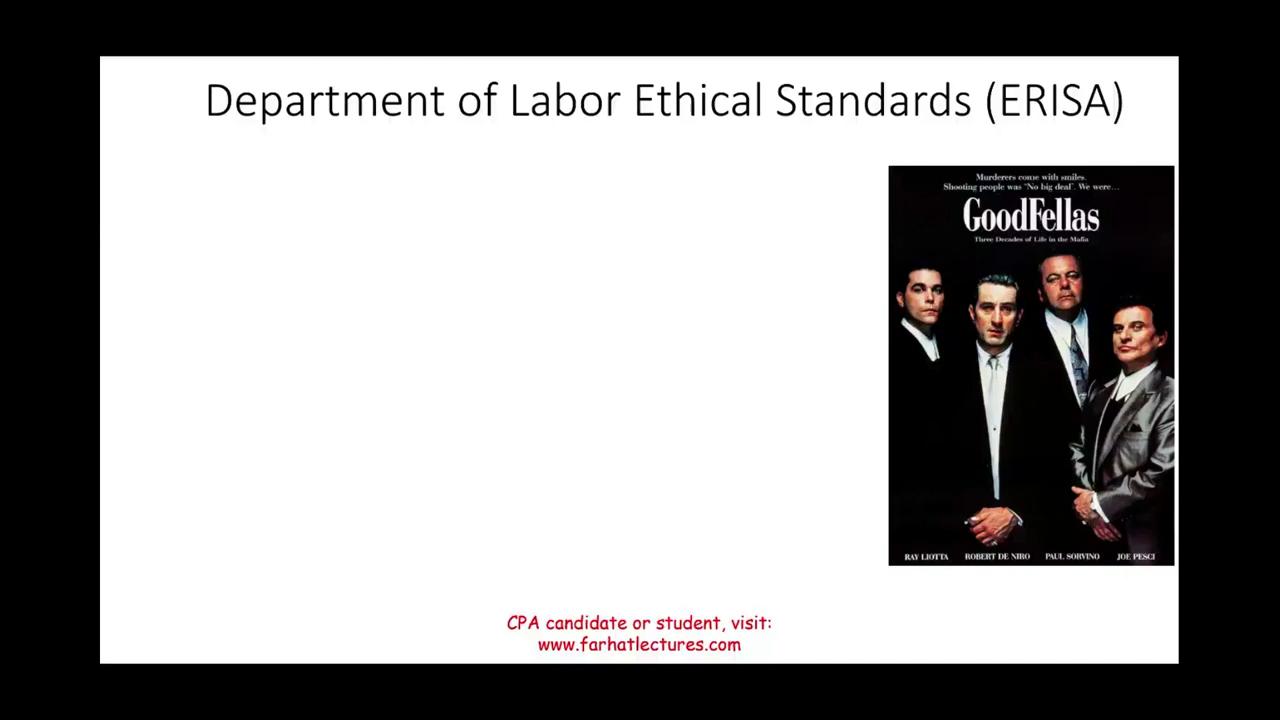 Department of Labor Ethical Standards (ERISA)
Murderers come with smiles.
Shooting people was "No big deal". We were...
GoodFellas
Three Decades of Life in the Mafia
RAY LIOTTA ROBERT DE NIRO PAUL SORVINO JOE PESCI
CPA candidate or student, visit:
www.farhatlectures.com